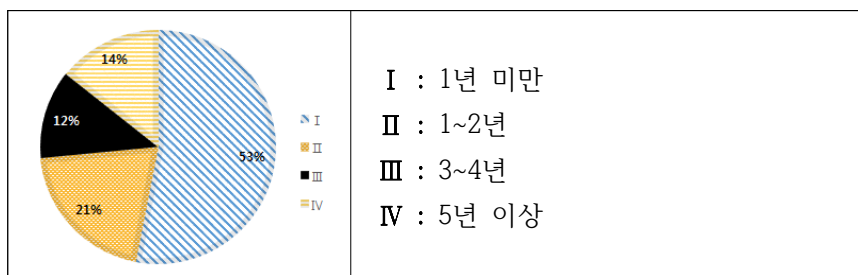 14%
12%
53%
21%
Ⅰ
Ⅱ
Ⅲ
Ⅳ
Ⅰ : 1년 미만
Ⅱ : 1~2년
Ⅲ : 3~4년
Ⅳ : 5년 이상